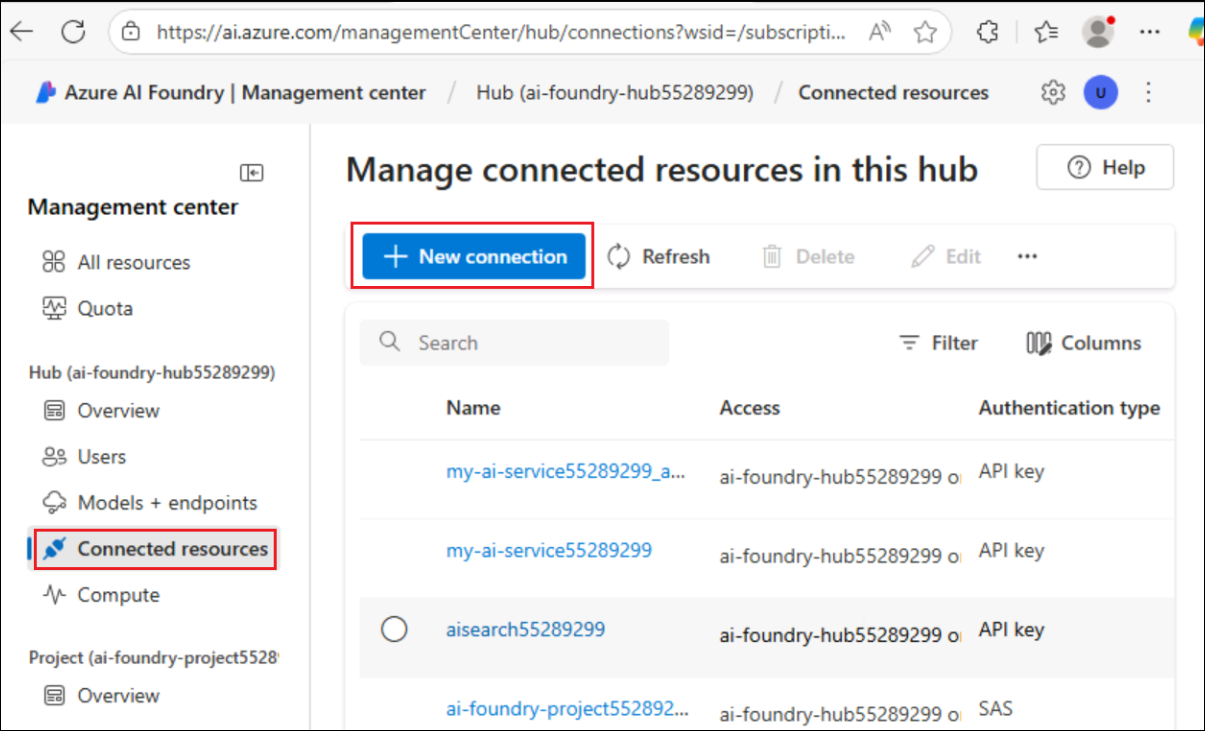 https://ai.azure.com/managementCenter/hub/connections?wsid=/subscripti...
Azure AI Foundry | Management center / Hub (ai-foundry-hub55289299) / Connected resources
U
Manage connected resources in this hub
Help
Management center
All resources
Quota
Hub (ai-foundry-hub55289299)
Overview
Users
Models + endpoints
Connected resources
Compute
Project (ai-foundry-project5528
Overview
New connection Refresh Delete Edit ...
Search Filter Columns
Name Access Authentication type
my-ai-service55289299_a... ai-foundry-hub55289299 o API key
my-ai-service55289299 ai-foundry-hub55289299 o API key
aisearch55289299 ai-foundry-hub55289299 o API key
ai-foundry-project552892... ai-foundry-hub55289299 o SAS